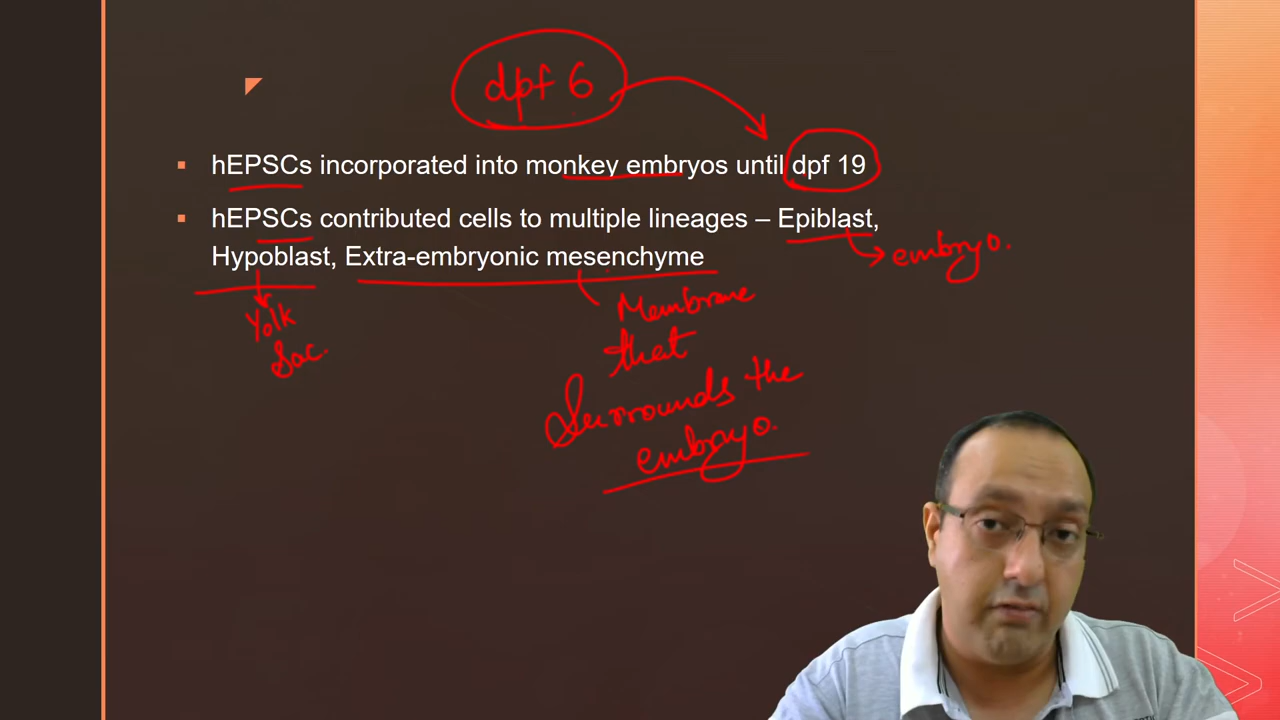 dpf 6
hEPSCs incorporated into monkey embryos until dpf 19
hEPSCs contributed cells to multiple lineages – Epiblast,
embryo.
Hypoblast, Extra-embryonic mesenchyme
Yolk
Sac.
Membrane
that
Surrounds the
embryo.